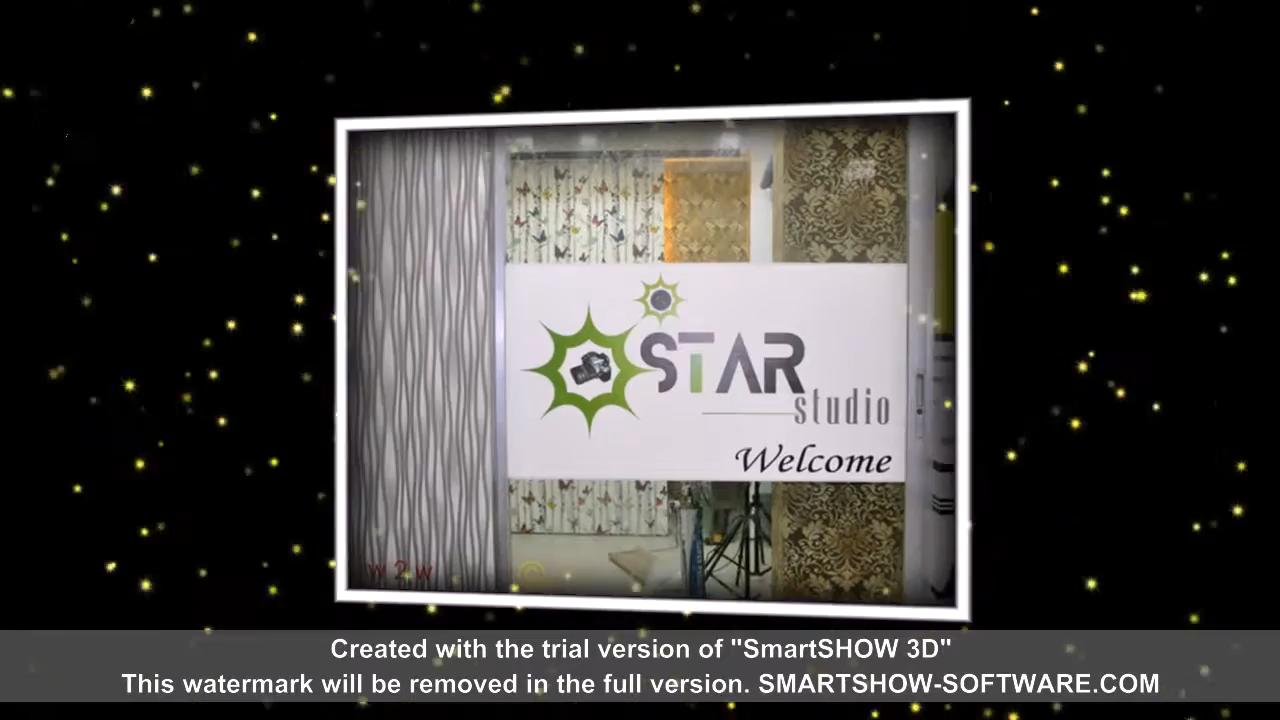 STAR
studio
Welcome
w 2 w
Created with the trial version of "SmartSHOW 3D"
This watermark will be removed in the full version. SMARTSHOW-SOFTWARE.COM